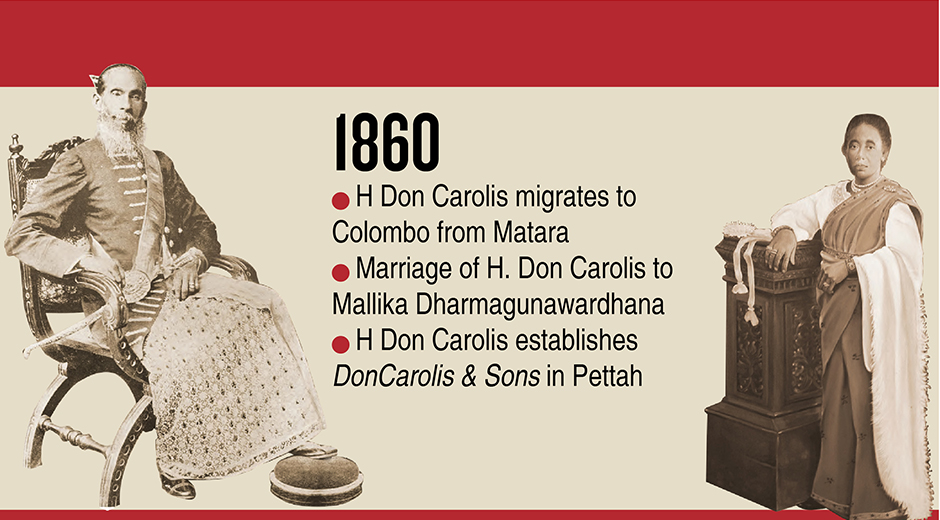 1860
● H Don Carolis migrates to
Colombo from Matara
● Marriage of H. Don Carolis to
Mallika Dharmagunawardhana
● H Don Carolis establishes
DonCarolis & Sons in Pettah